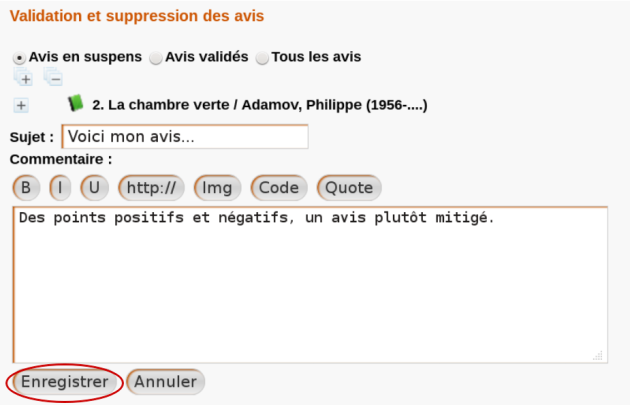 Validation et suppression des avis
Avis en suspens Avis validés Tous les avis
2. La chambre verte / Adamov, Philippe (1956-....)
Sujet : Voici mon avis...
Commentaire :
B I U http:// Img Code Quote
Des points positifs et négatifs, un avis plutôt mitigé.
Enregistrer Annuler